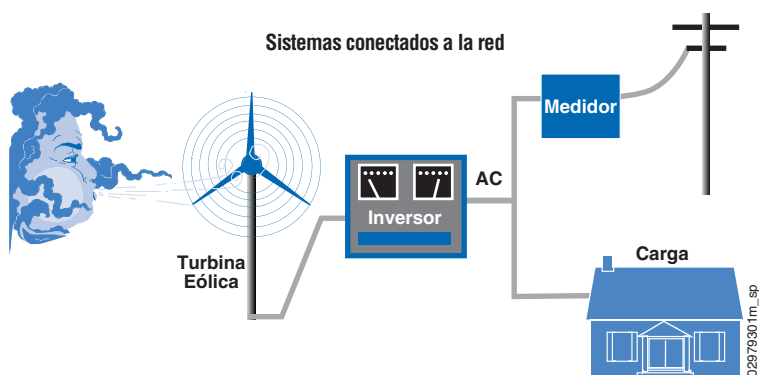 Sistemas conectados a la red
Medidor
AC
Inversor
Turbina
Eólica
Carga
02979301m_sp